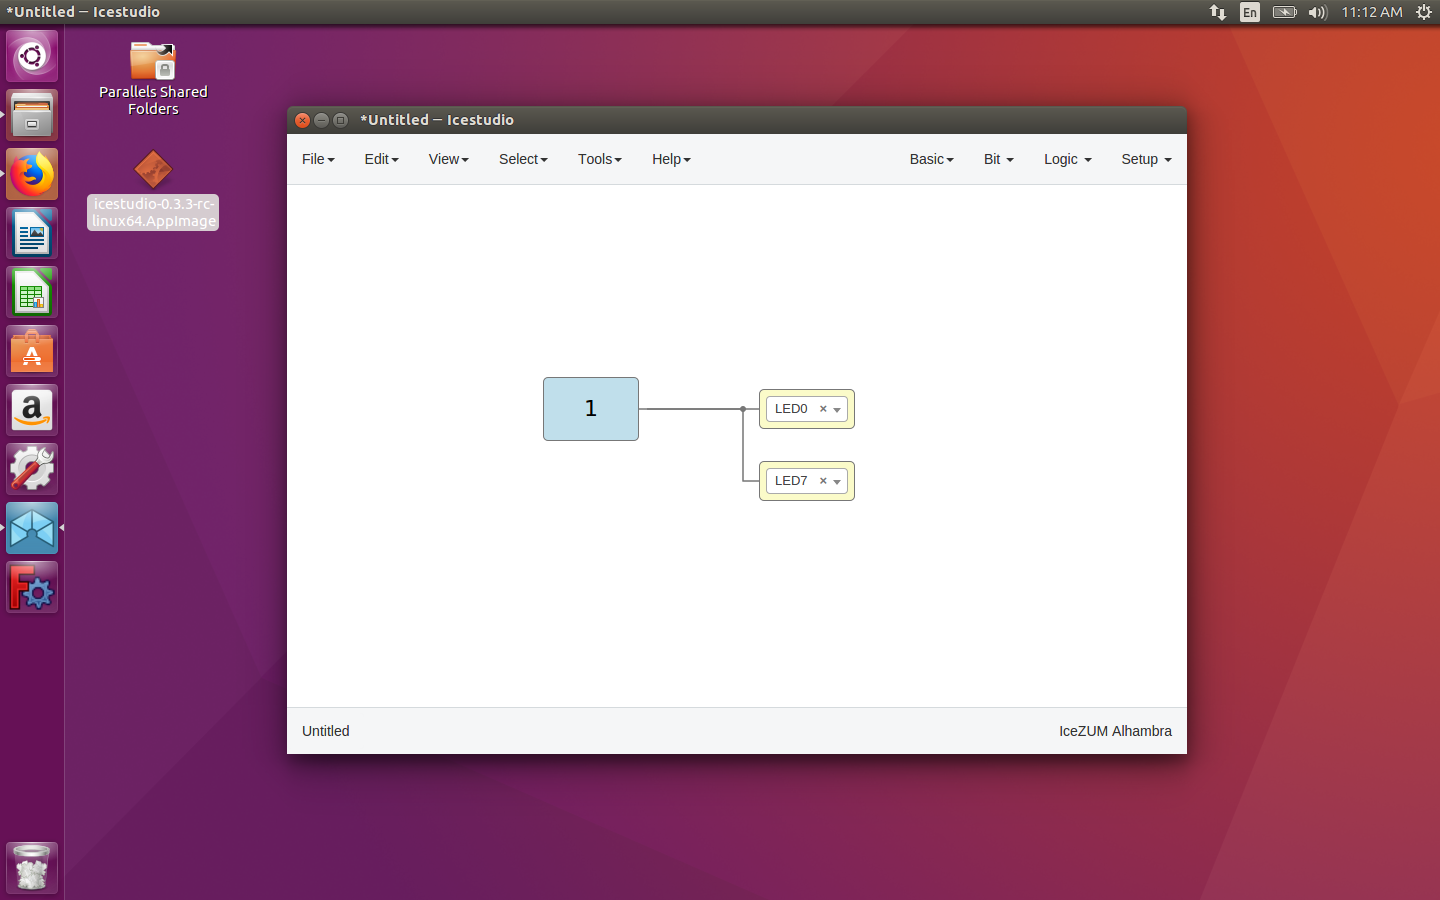 *Untitled — Icestudio
En
11:12 AM
Parallels Shared
Folders
icestudio-0.3.3-rc-
linux64.AppImage
*Untitled — Icestudio
File Edit View Select Tools Help Basic Bit Logic Setup
1
LED0 ×
LED7 ×
Untitled
IceZUM Alhambra